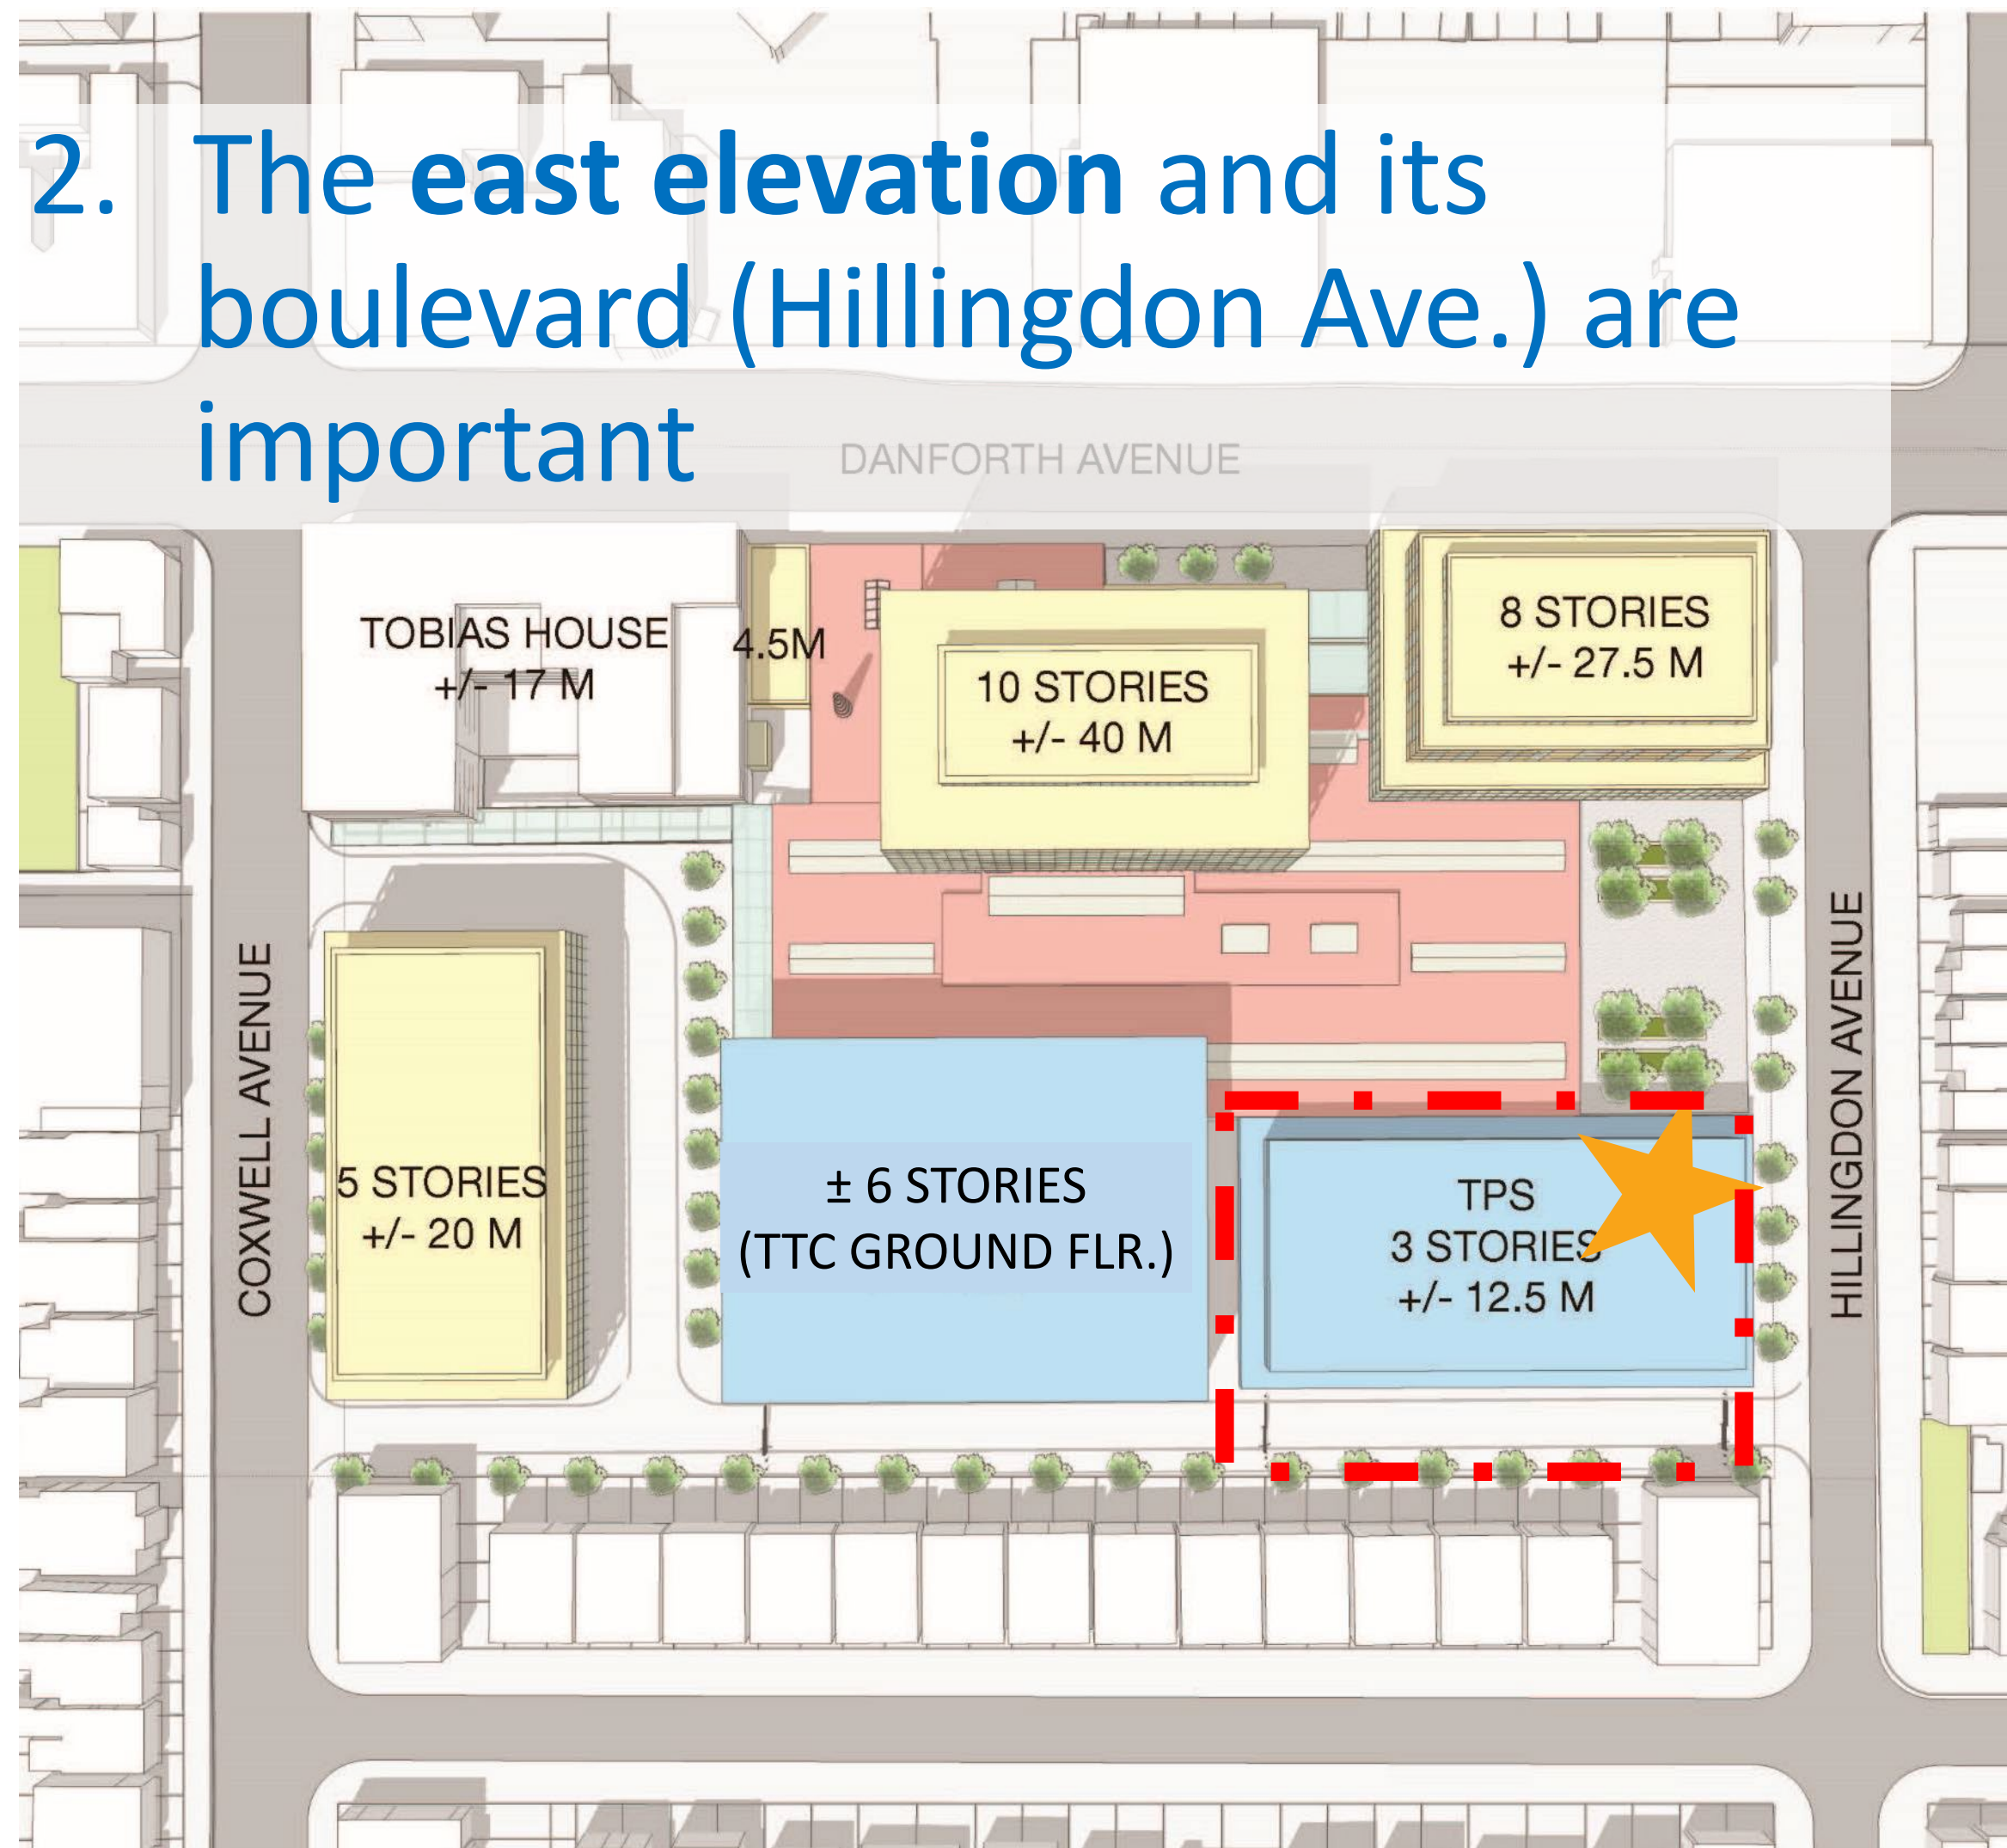 2. The east elevation and its
boulevard (Hillingdon Ave.) are
important
DANFORTH AVENUE
TOBIAS HOUSE
+/- 17 M
4.5M
10 STORIES
+/- 40 M
8 STORIES
+/- 27.5 M
COXWELL AVENUE
5 STORIES
+/- 20 M
± 6 STORIES
(TTC GROUND FLR.)
TPS
3 STORIES
+/- 12.5 M
HILLINGDON AVENUE